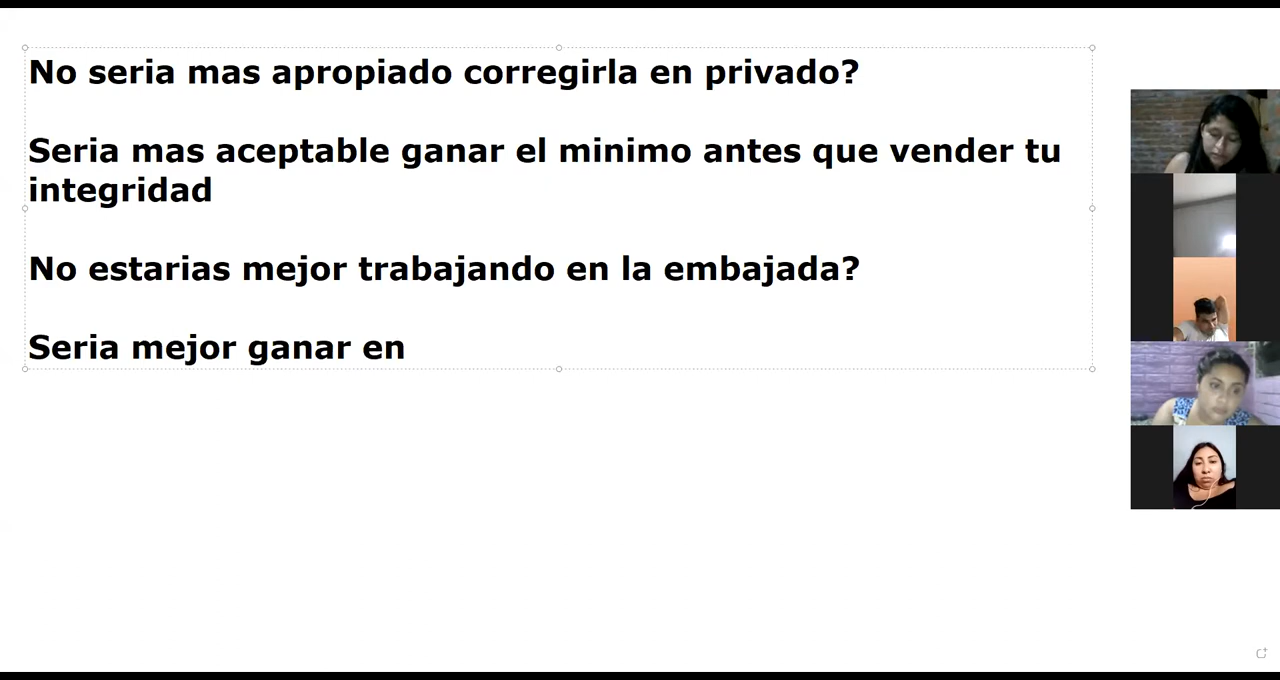 No seria mas apropiado corregirla en privado?
Seria mas aceptable ganar el minimo antes que vender tu
integridad
No estarias mejor trabajando en la embajada?
Seria mejor ganar en